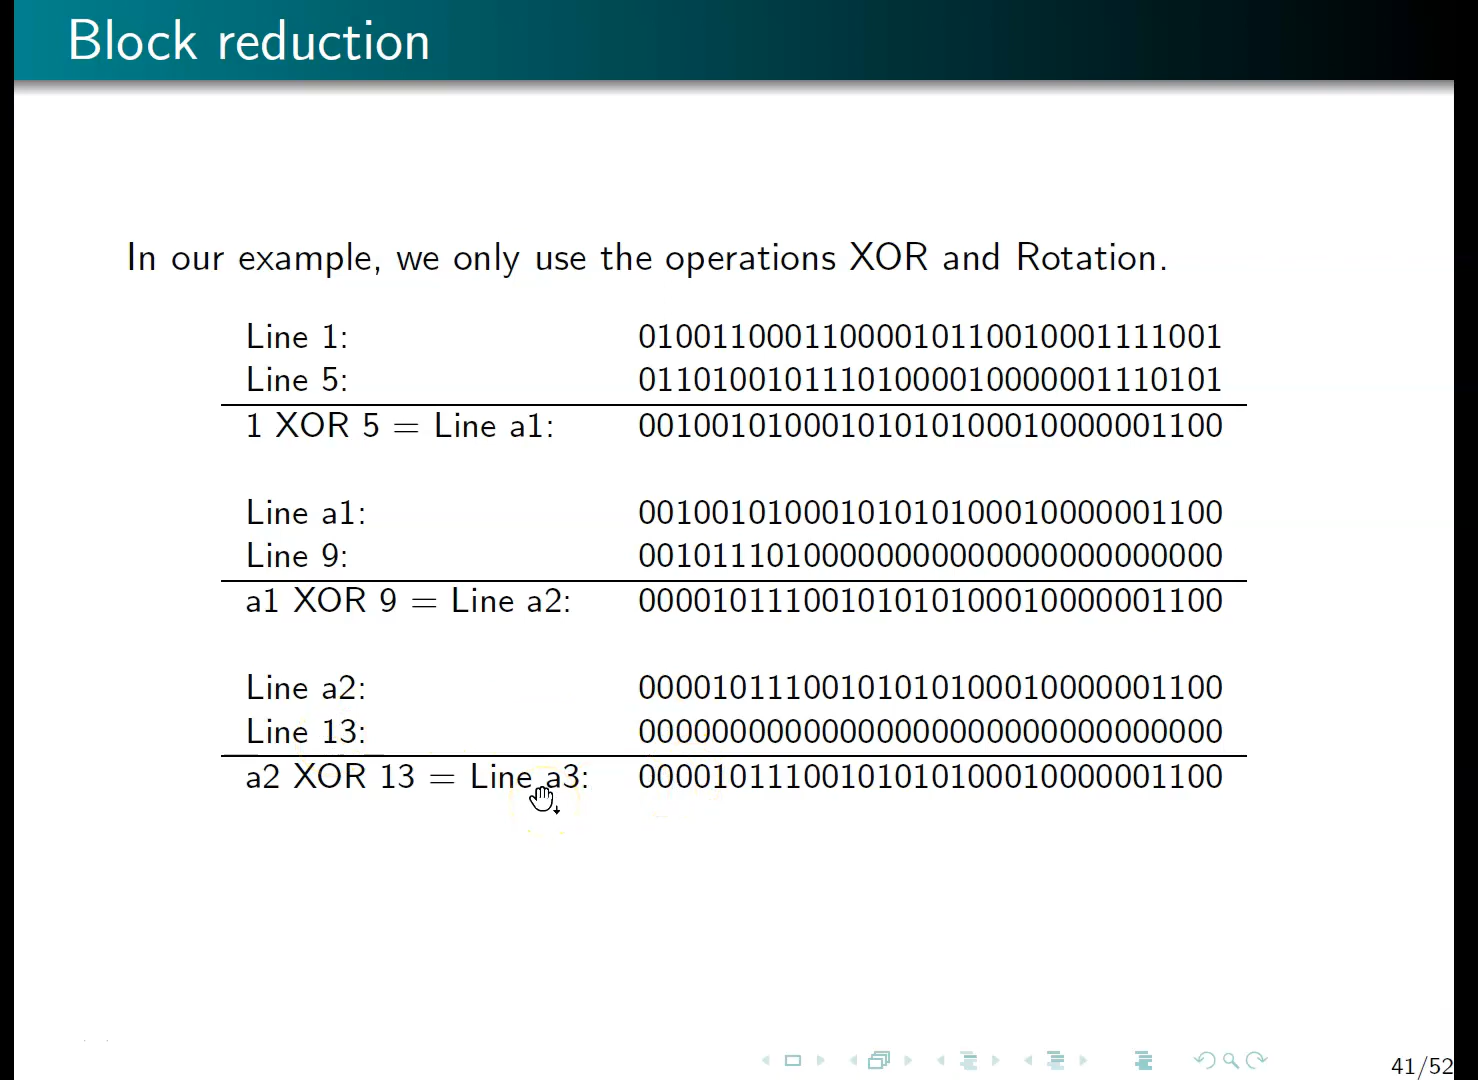 Block reduction
In our example, we only use the operations XOR and Rotation.
Line 1: 01001100011000010110010001111001
Line 5: 01101001011101000010000001110101
1 XOR 5 = Line a1: 00100101000101010100010000001100
Line a1: 00100101000101010100010000001100
Line 9: 00101110100000000000000000000000
a1 XOR 9 = Line a2: 00001011100101010100010000001100
Line a2: 00001011100101010100010000001100
Line 13: 00000000000000000000000000000000
a2 XOR 13 = Line a3: 00001011100101010100010000001100
41/52